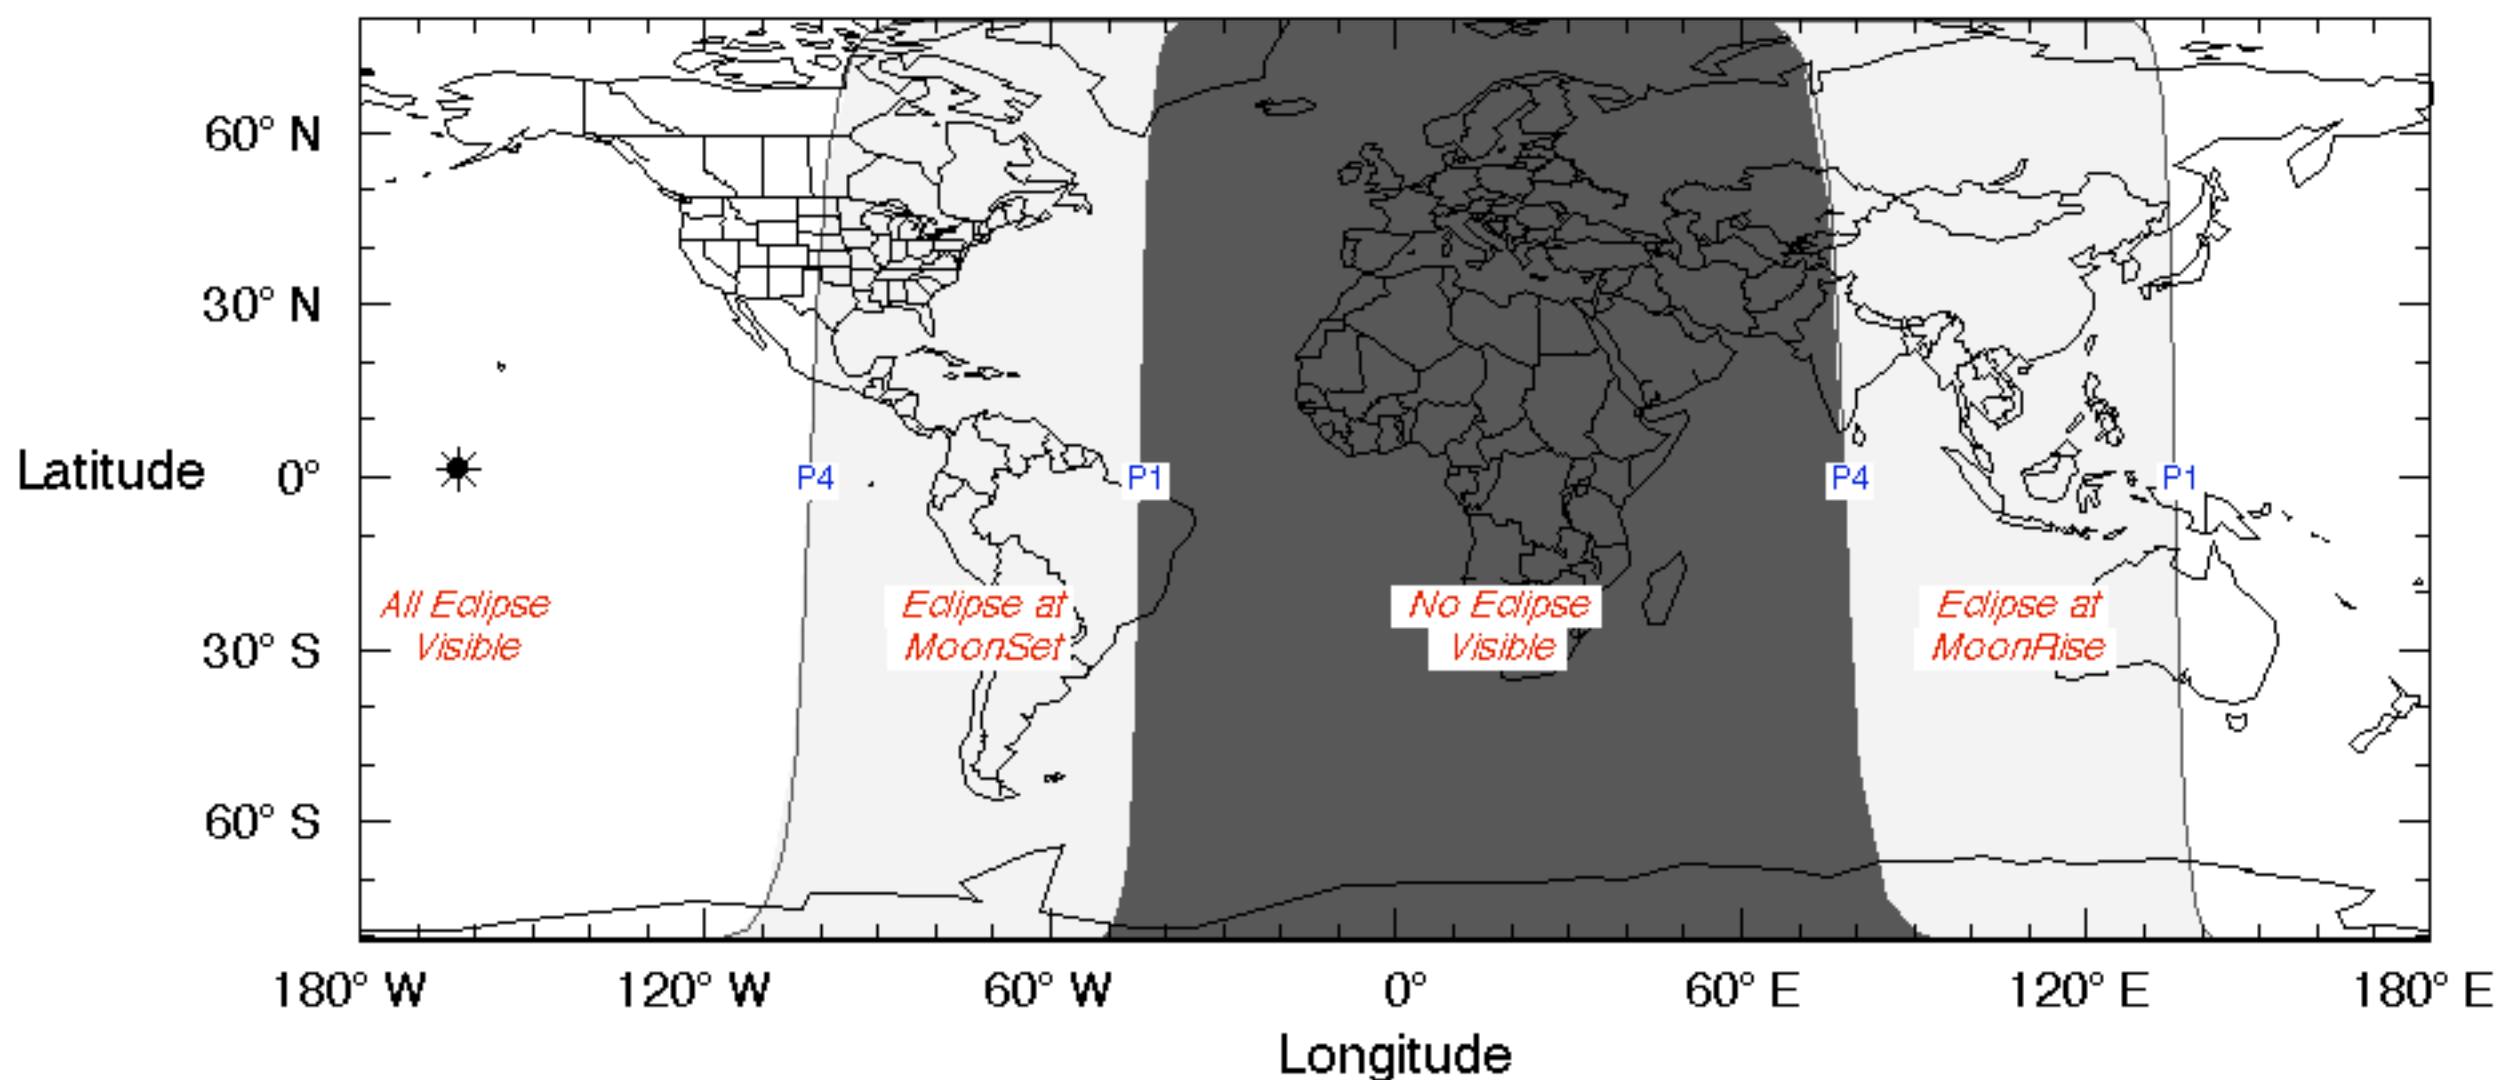 60° N
30° N
Latitude 0°
P4 P1 P4 P1
All Eclipse Visible
Eclipse at MoonSet
No Eclipse Visible
Eclipse at MoonRise
30° S
60° S
180° W 120° W 60° W 0° 60° E 120° E 180° E
Longitude